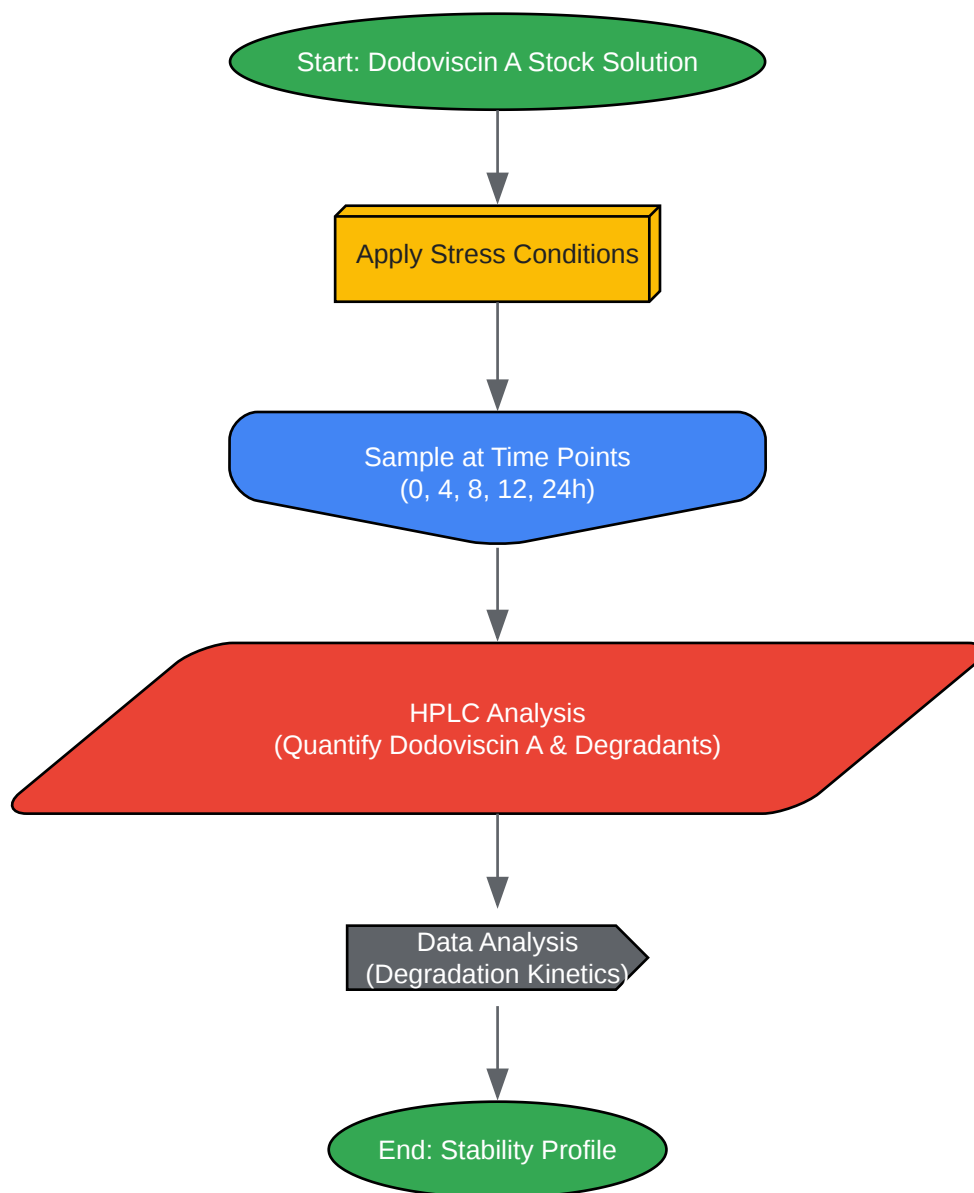 Start: Dodoviscin A Stock Solution
Apply Stress Conditions
Sample at Time Points
(0, 4, 8, 12, 24h)
HPLC Analysis
(Quantify Dodoviscin A & Degradants)
Data Analysis
(Degradation Kinetics)
End: Stability Profile